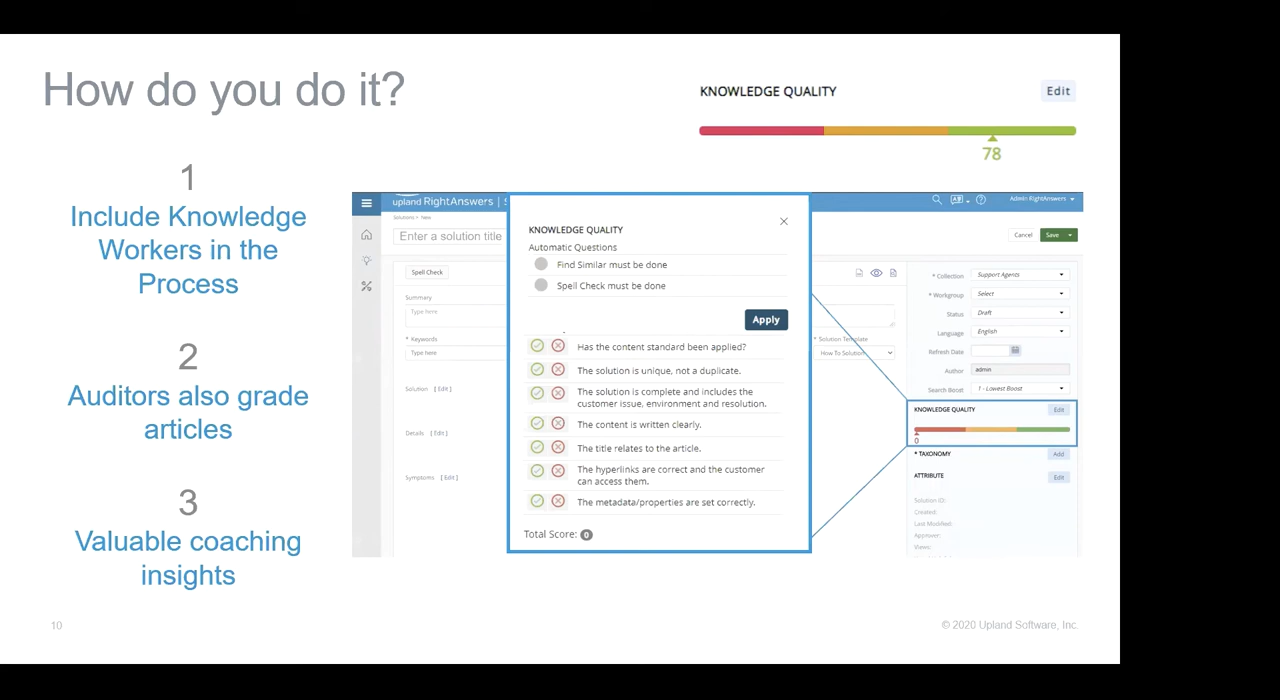 How do you do it?
KNOWLEDGE QUALITY
Edit
78
1
Include Knowledge
Workers in the
Process
2
Auditors also grade
articles
3
Valuable coaching
insights
upland RightAnswers | S
Admin RightAnswers
Solutions > New
Enter a solution title
Cancel
Save
Spell Check
Summary
Type here
* Keywords
Type here
Solution [ Edit ]
Details [ Edit ]
Symptoms [ Edit ]
KNOWLEDGE QUALITY
Automatic Questions
Find Similar must be done
Spell Check must be done
Apply
Has the content standard been applied?
The solution is unique, not a duplicate.
The solution is complete and includes the
customer issue, environment and resolution.
The content is written clearly.
The title relates to the article.
The hyperlinks are correct and the customer
can access them.
The metadata/properties are set correctly.
Total Score: 0
* Solution Template
How To Solution
* Collection Support Agents
* Workgroup Select
Status Draft
Language English
Refresh Date
Author admin
Search Boost 1 - Lowest Boost
KNOWLEDGE QUALITY Edit
0
* TAXONOMY Add
ATTRIBUTE Edit
Solution ID:
Created:
Last Modified:
Approver:
Views:
10
© 2020 Upland Software, Inc.